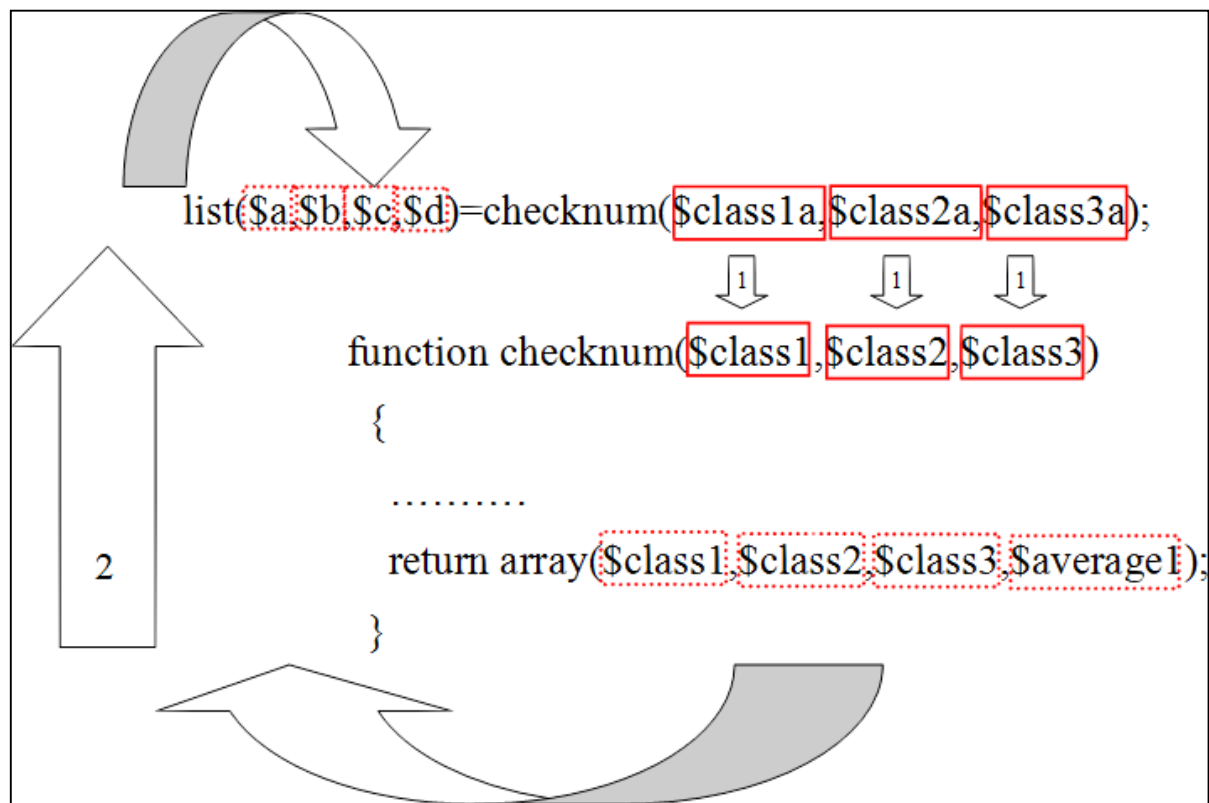 list($a,$b,$c,$d)=checknum($class1a,$class2a,$class3a);
1 1 1
function checknum($class1,$class2,$class3)
{
..........
2
return array($class1,$class2,$class3,$average1);
}